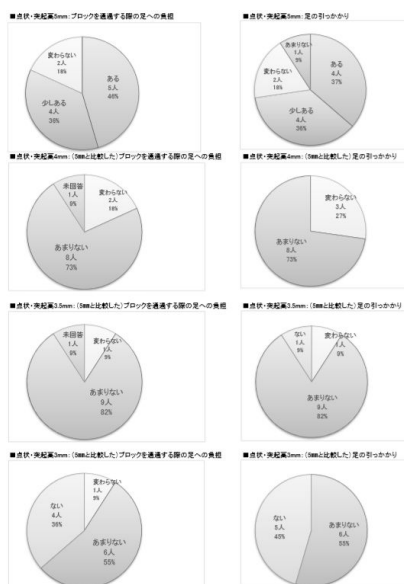 ■点状・突起高5mm：ブロックを通過する際の足への負担
変わらない
2人
18%
ある
5人
46%
少しある
4人
36%
■点状・突起高5mm：足の引っかかり
あまりない
1人
9%
変わらない
2人
18%
ある
4人
37%
少しある
4人
36%
■点状・突起高4mm：(5mmと比較した)ブロックを通過する際の足への負担
未回答
1人
9%
変わらない
2人
18%
あまりない
8人
73%
■点状・突起高4mm：(5mmと比較した)足の引っかかり
変わらない
3人
27%
あまりない
8人
73%
■点状・突起高3.5mm：(5mmと比較した)ブロックを通過する際の足への負担
未回答
1人
9%
変わらない
1人
9%
あまりない
9人
82%
■点状・突起高3.5mm：(5mmと比較した)足の引っかかり
ない
1人
9%
変わらない
1人
9%
あまりない
9人
82%
■点状・突起高3mm：(5mmと比較した)ブロックを通過する際の足への負担
変わらない
1人
9%
ない
4人
36%
あまりない
6人
55%
■点状・突起高3mm：(5mmと比較した)足の引っかかり
ない
5人
45%
あまりない
6人
55%